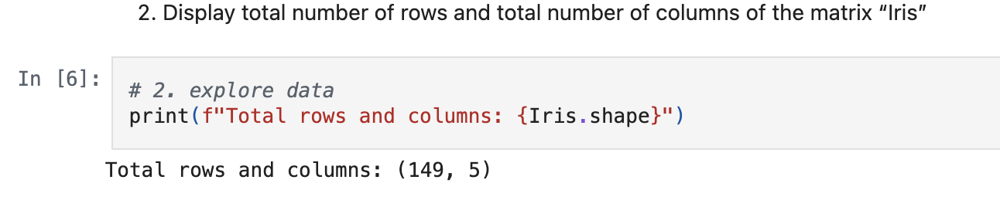 2. Display total number of rows and total number of columns of the matrix “Iris”
In [6]:
# 2. explore data
print(f"Total rows and columns: {Iris.shape}")
Total rows and columns: (149, 5)